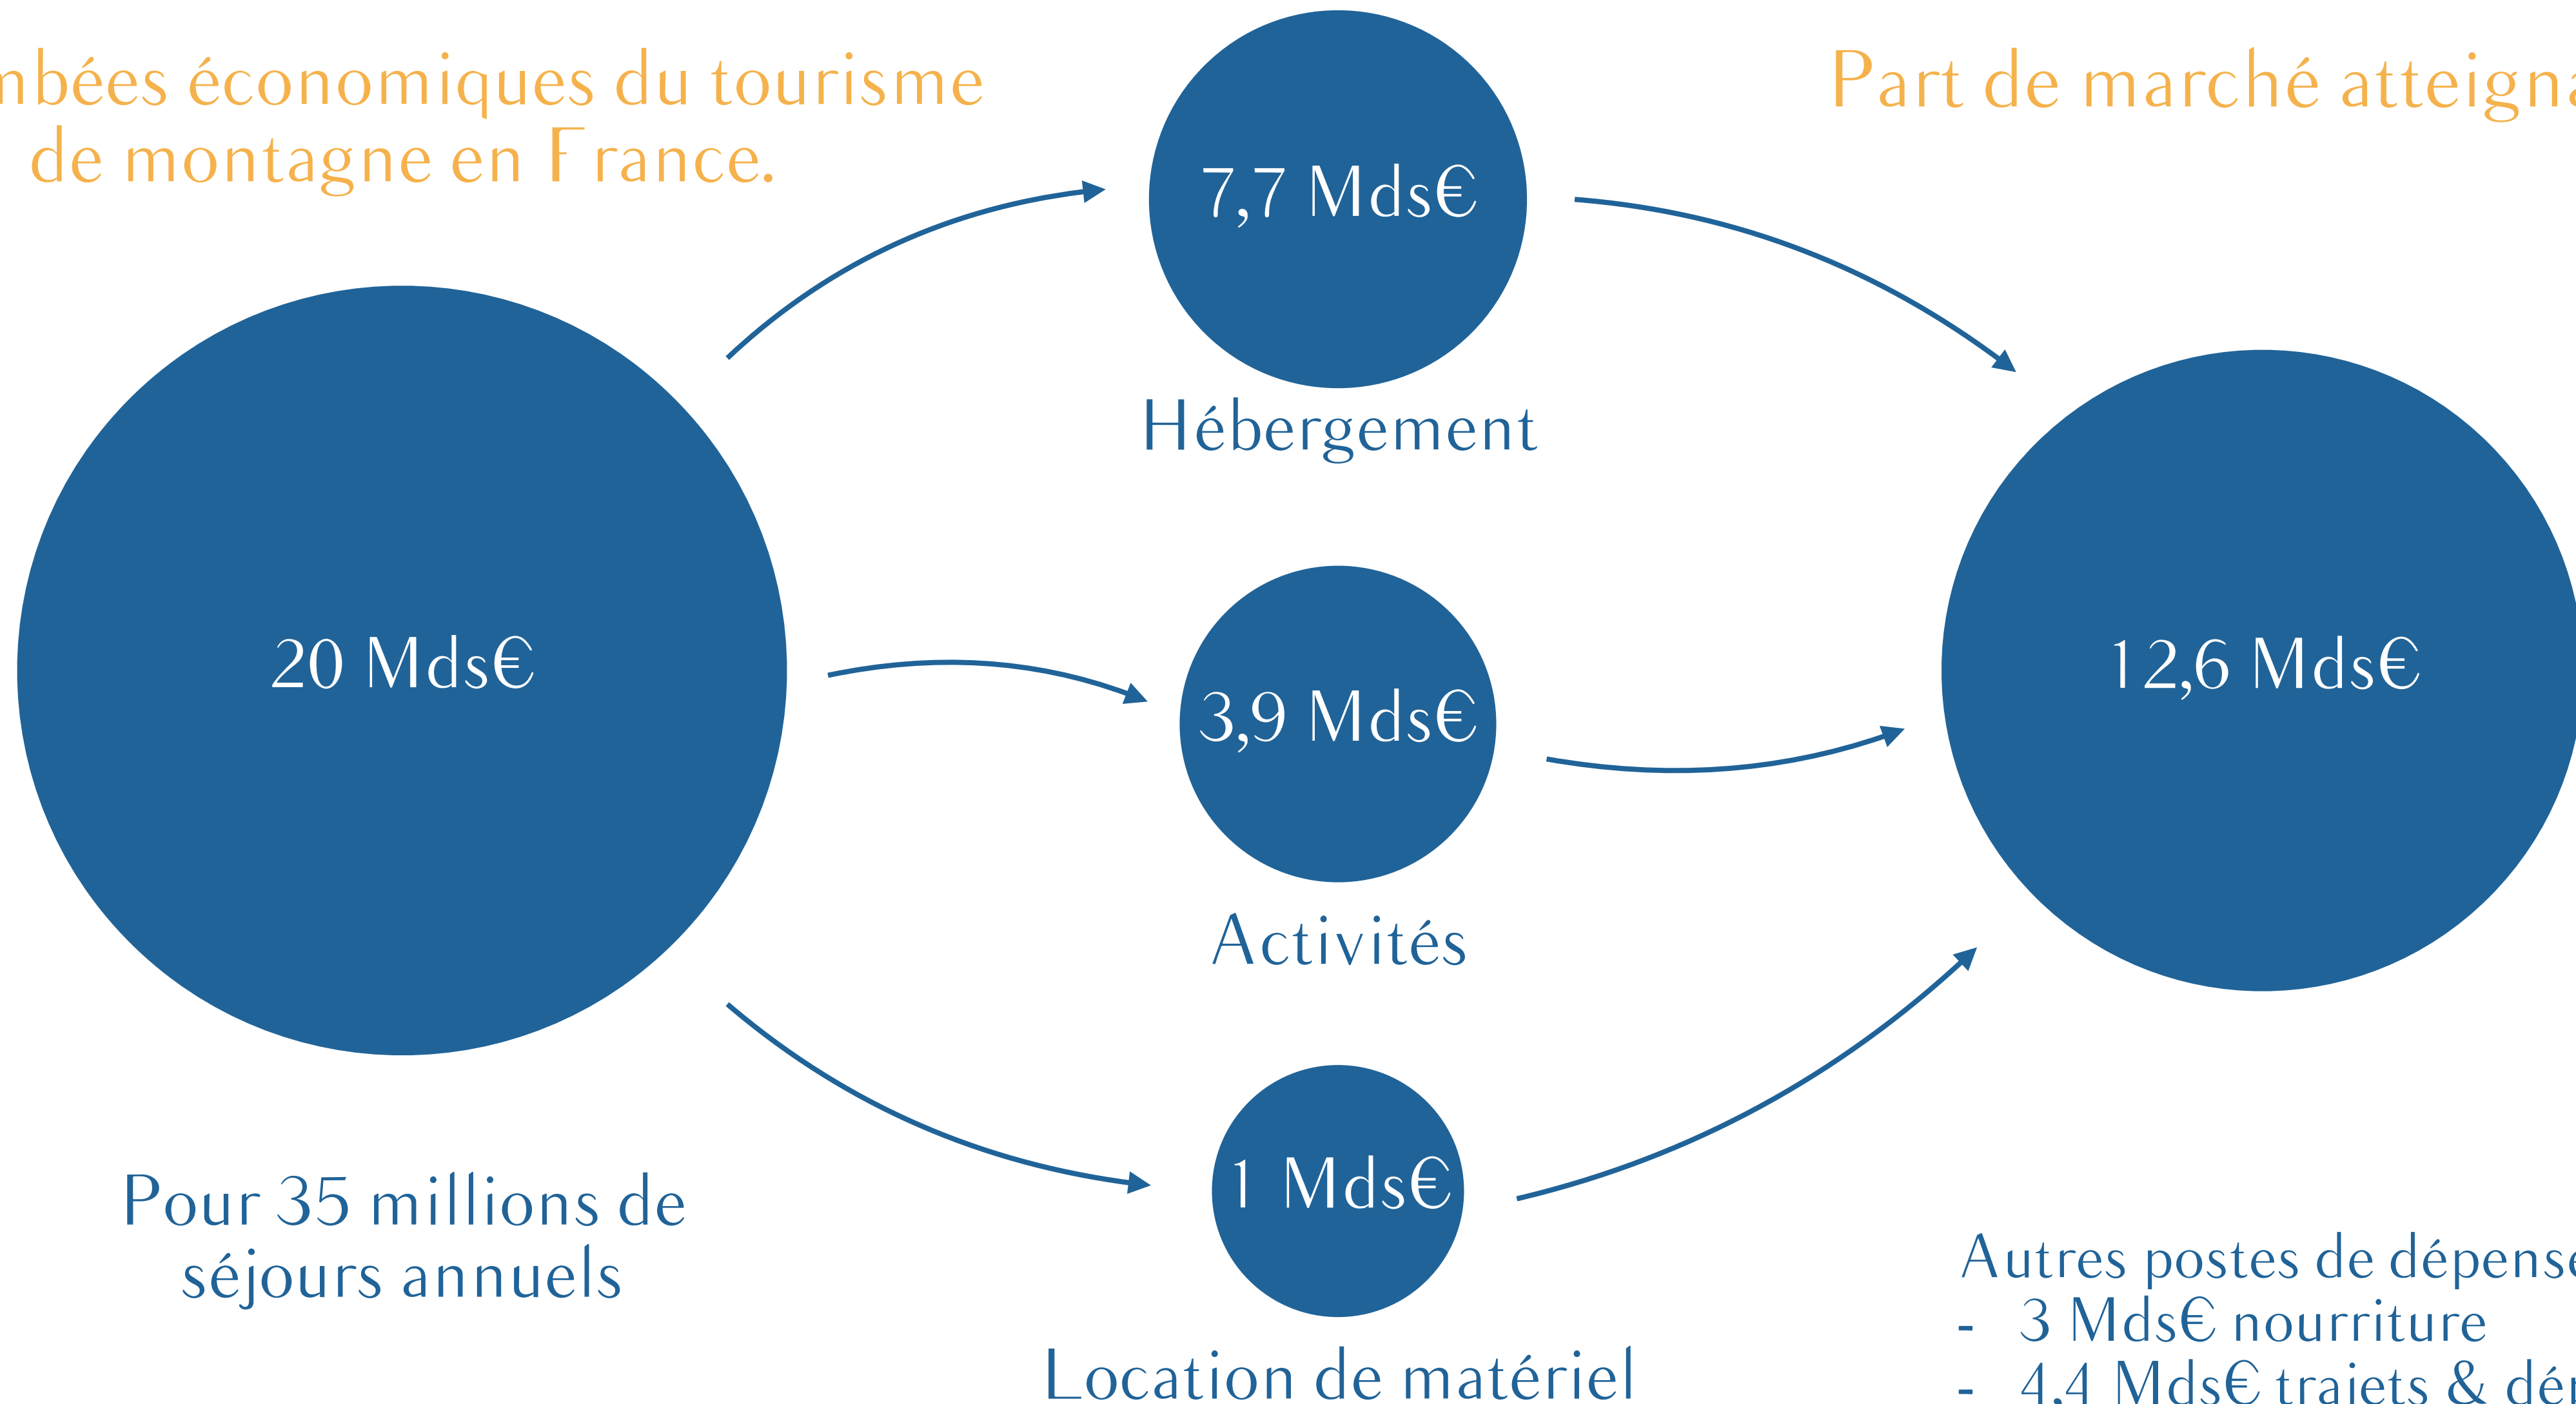 économiques du tourisme
de montagne en France.
Part de marché
7,7 Mds€
Hébergement
20 Mds€
3,9 Mds€
12,6 Mds€
Activités
Pour 35 millions de
séjours annuels
1 Mds€
Location de matériel
Autres postes de
- 3 Mds€ nourriture
- 4,4 Mds€ trajets &